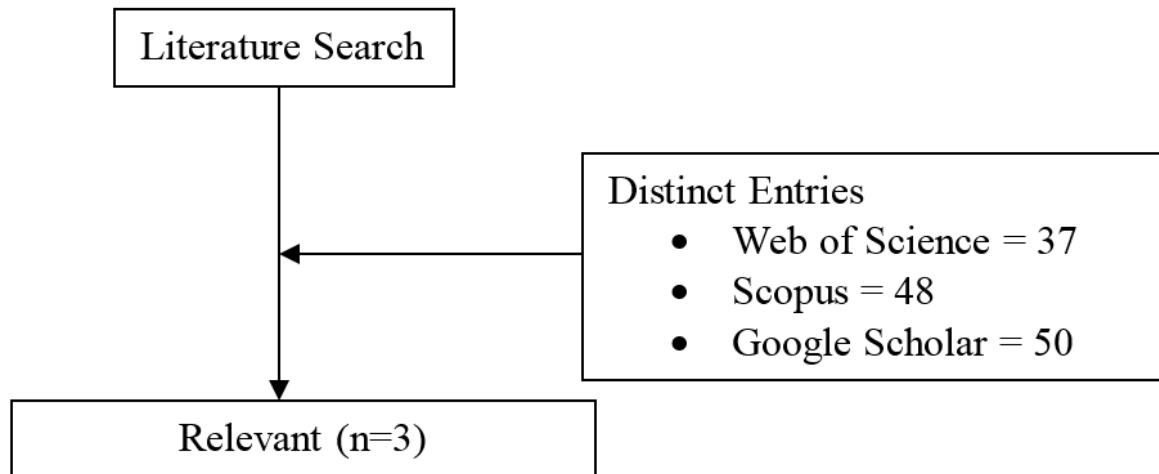 Literature Search
Distinct Entries
• Web of Science = 37
• Scopus = 48
• Google Scholar = 50
Relevant (n=3)